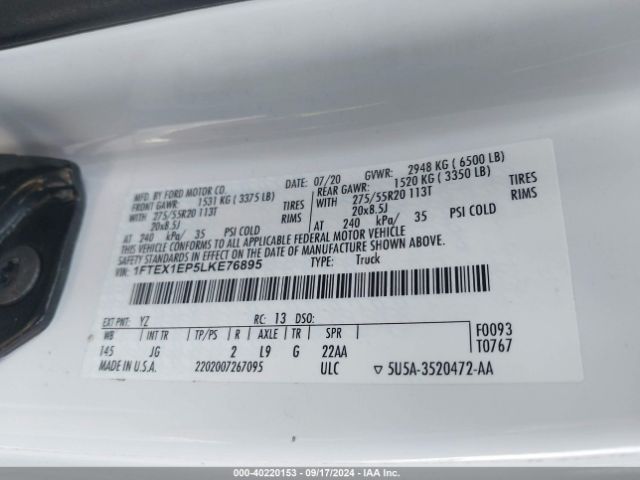 MFD. BY FORD MOTOR CO.
DATE: 07/20 GVWR: 2948 KG ( 6500 LB)
FRONT GAWR: 1531 KG ( 3375 LB) REAR GAWR: 1520 KG ( 3350 LB)
WITH 275/55R20 113T TIRES WITH 275/55R20 113T TIRES
20x8.5J RIMS 20x8.5J RIMS
AT 240 kPa/ 35 PSI COLD AT 240 kPa/ 35 PSI COLD
THIS VEHICLE CONFORMS TO ALL APPLICABLE FEDERAL MOTOR VEHICLE
SAFETY STANDARDS IN EFFECT ON THE DATE OF MANUFACTURE SHOWN ABOVE.
VIN: 1FTEX1EP5LKE76895 TYPE: Truck
EXT PNT: YZ RC: 13 DSO: F0093
WB INT TR TP/PS R L9 TR SPR T0767
145 JG 2 L9 G 22AA
MADE IN U.S.A. 2202007267095 ULC ▽ 5U5A-3520472-AA
000-40220153 - 09/17/2024 - IAA Inc.